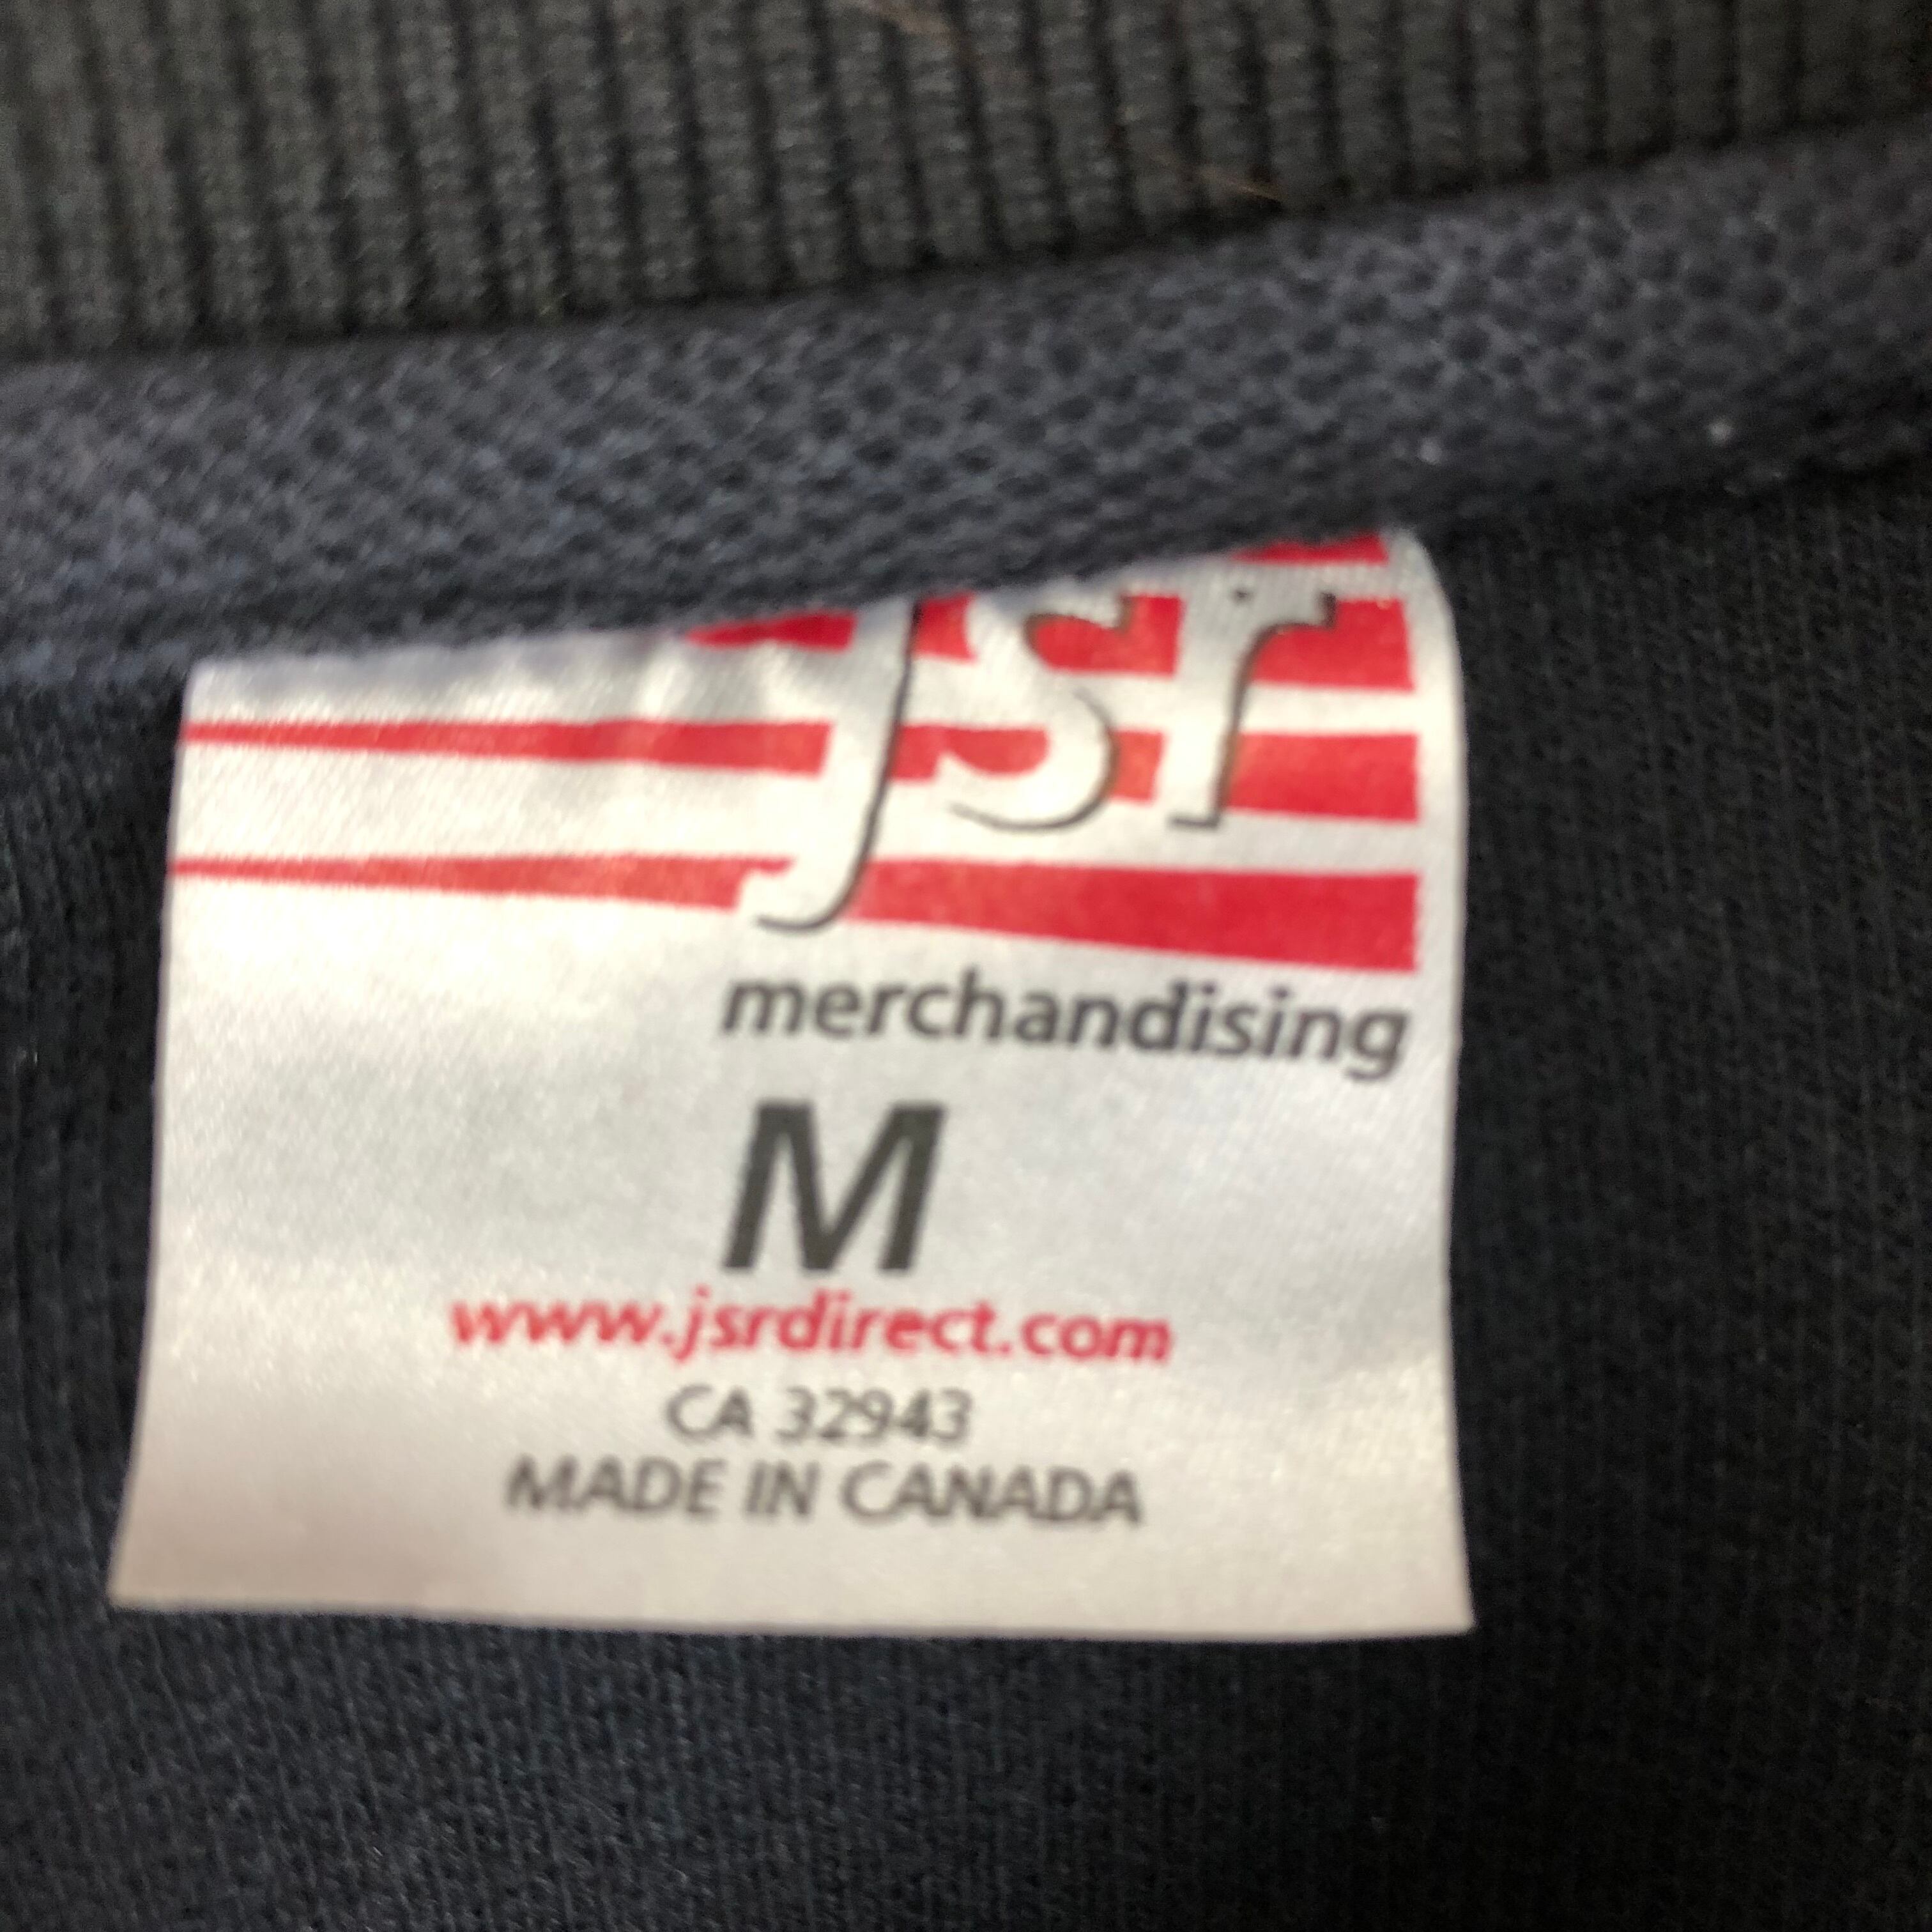 jsr
merchandising
M
www.jsrdirect.com
CA 32943
MADE IN CANADA